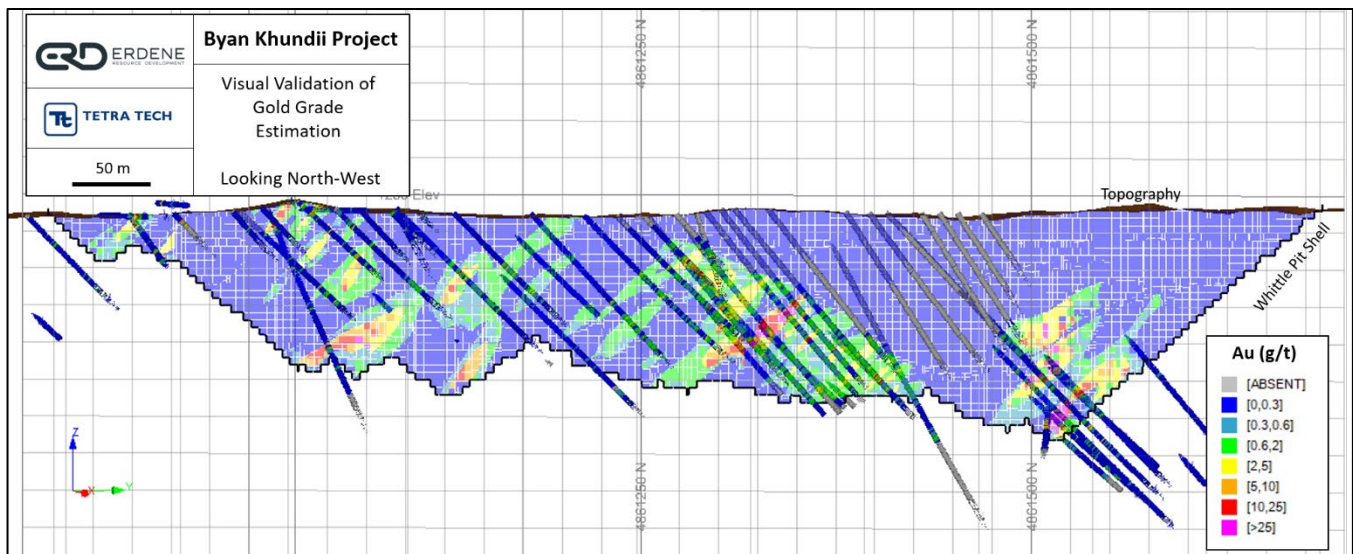 ERD ERDENE
RESOURCE DEVELOPMENT
Tt TETRA TECH
50 m
Byan Khundii Project
Visual Validation of
Gold Grade
Estimation
Looking North-West
4861250 N
4861500 N
Elev
Topography
Whittle Pit Shell
Au (g/t)
[ABSENT]
[0,0.3]
[0.3,0.6]
[0.6,2]
[2,5]
[5,10]
[10,25]
[>25]
Z
X
Y
4861250 N
4861500 N